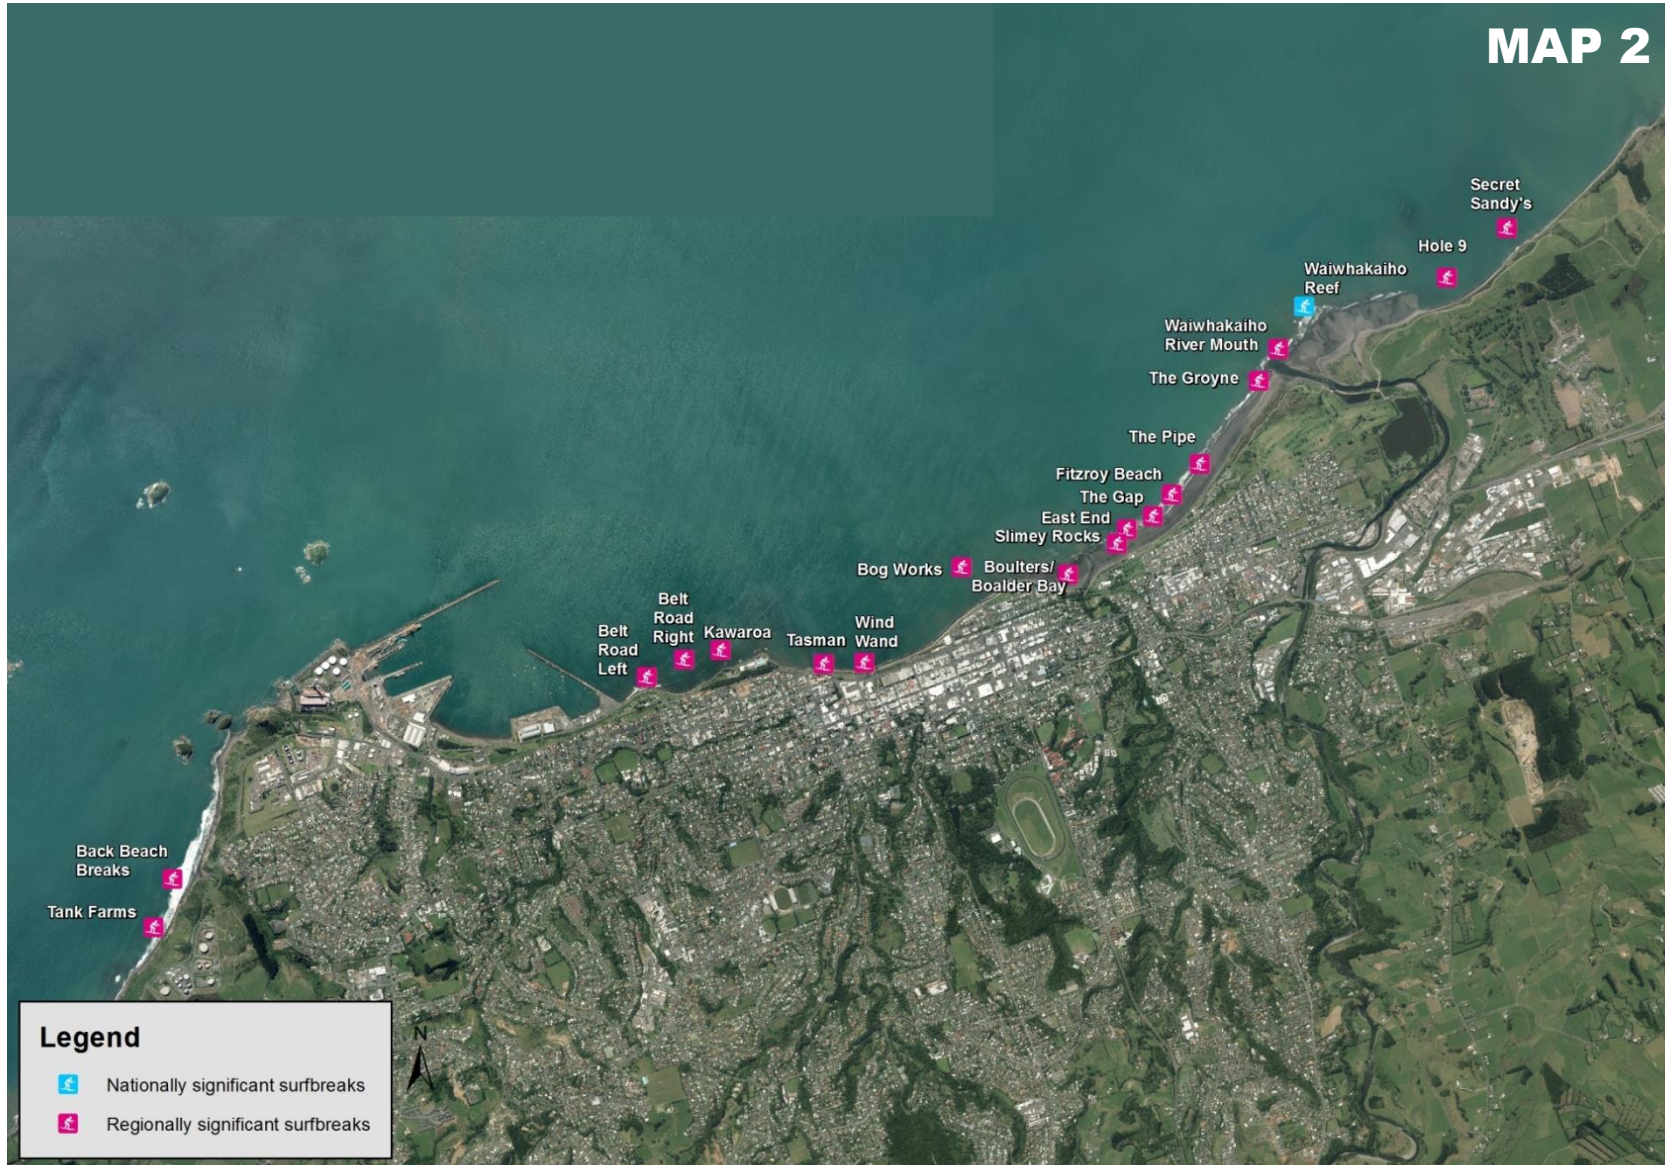 MAP 2
Secret
Sandy's
Hole 9
Waiwhakaiho
Reef
Waiwhakaiho
River Mouth
The Groyne
The Pipe
Fitzroy Beach
The Gap
East End
Slimey Rocks
Bog Works
Boulters/
Boalder Bay
Belt
Road
Right
Kawaroa
Tasman
Wind
Wand
Belt
Road
Left
Back Beach
Breaks
Tank Farms
Legend
Nationally significant surfbreaks
Regionally significant surfbreaks
N